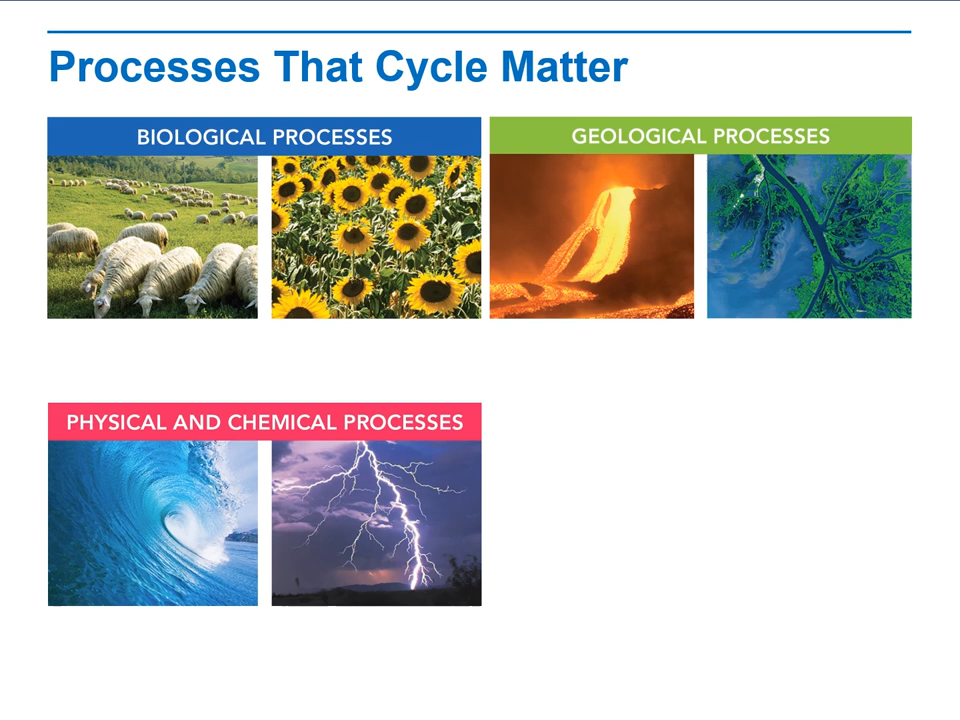 Processes That Cycle Matter
BIOLOGICAL PROCESSES
GEOLOGICAL PROCESSES
PHYSICAL AND CHEMICAL PROCESSES